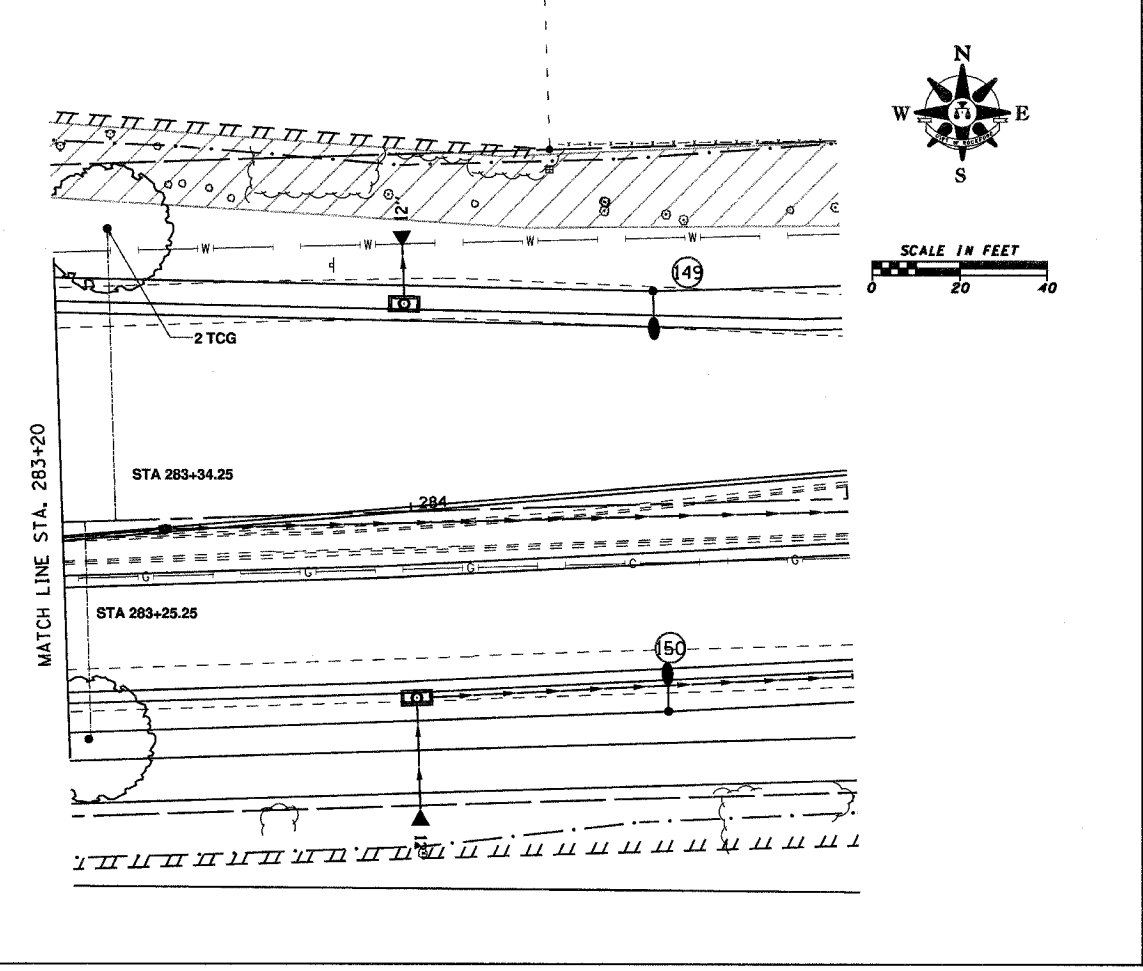 N
W E
S
12"
W W W W
SCALE IN FEET
0 20 40
149
2 TCG
MATCH LINE STA. 283+20
STA 283+34.25
284
G G G G G
STA 283+25.25
150
12"